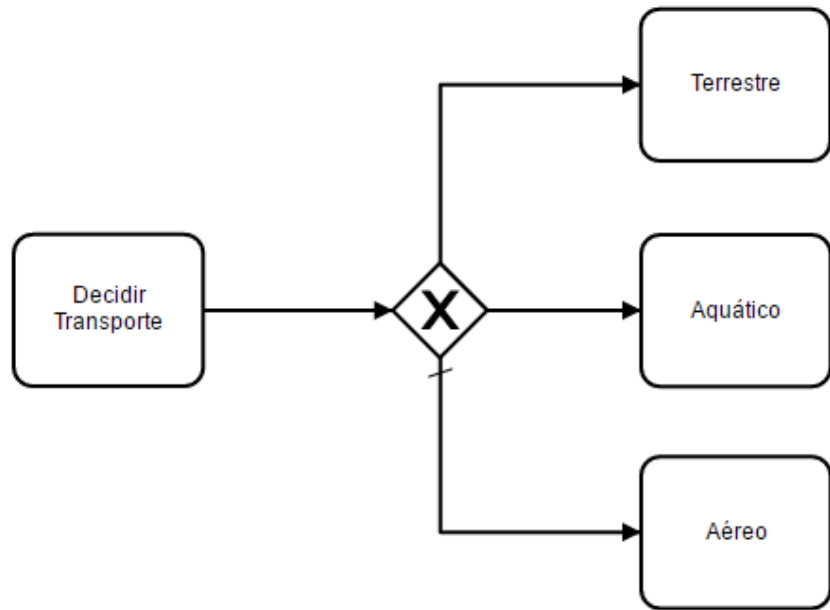 Terrestre
Decidir
Transporte
X
Aquático
Aéreo